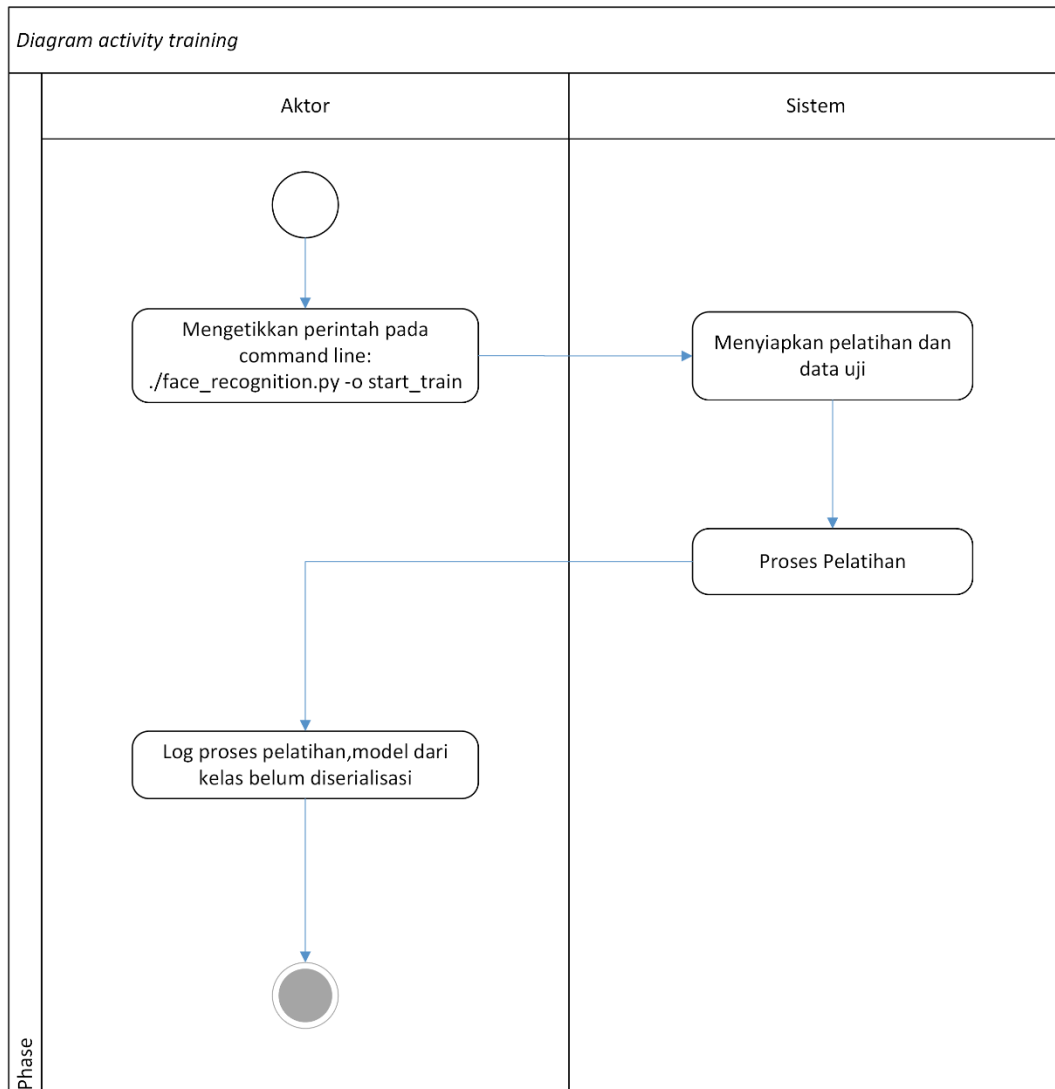 Diagram activity training
Aktor
Sistem
Mengetikkan perintah pada
command line:
./face_recognition.py -o start_train
Menyiapkan pelatihan dan
data uji
Proses Pelatihan
Log proses pelatihan,model dari
kelas belum diserialisasi
Phase